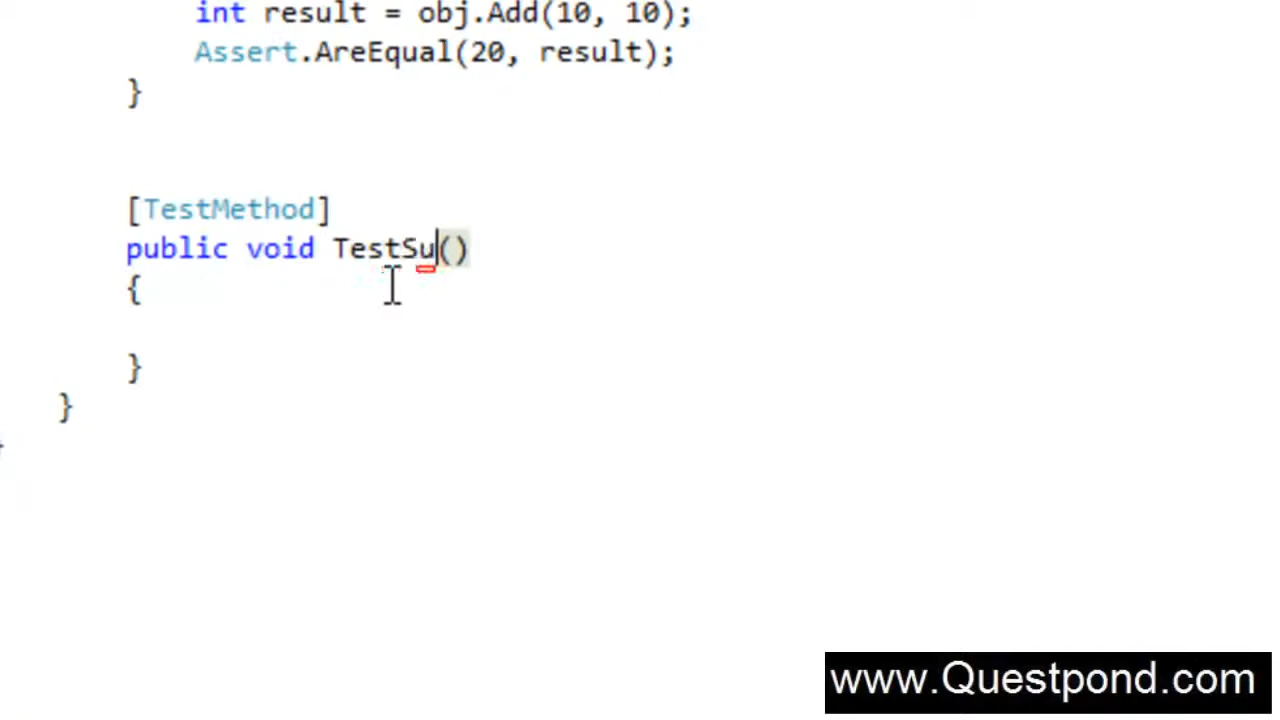 int result = obj.Add(10, 10);
Assert.AreEqual(20, result);
}
[TestMethod]
public void TestSu()
{
}
}
www.Questpond.com